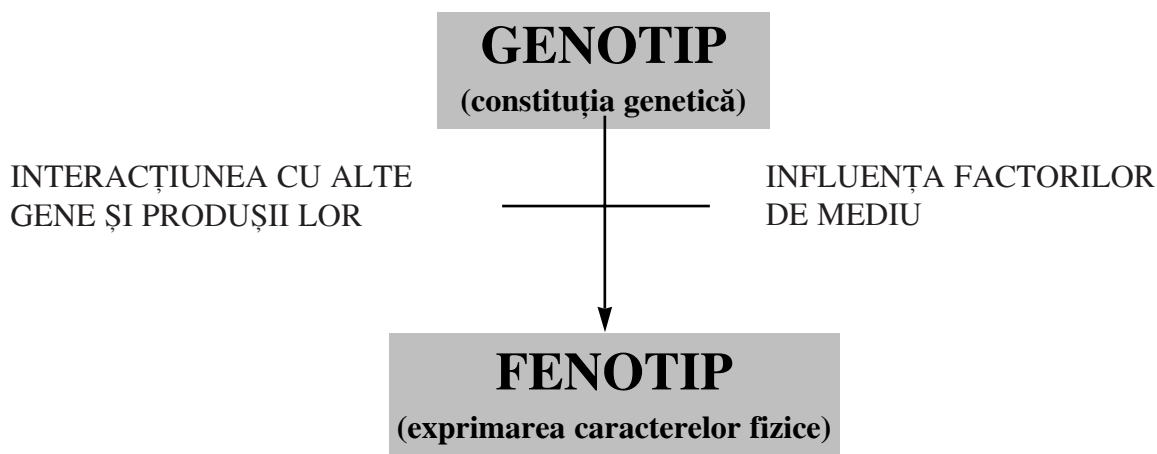 GENOTIP
(constituția genetică)
INTERACȚIUNEA CU ALTE
GENE ȘI PRODUȘII LOR
INFLUENȚA FACTORILOR
DE MEDIU
FENOTIP
(exprimarea caracterelor fizice)